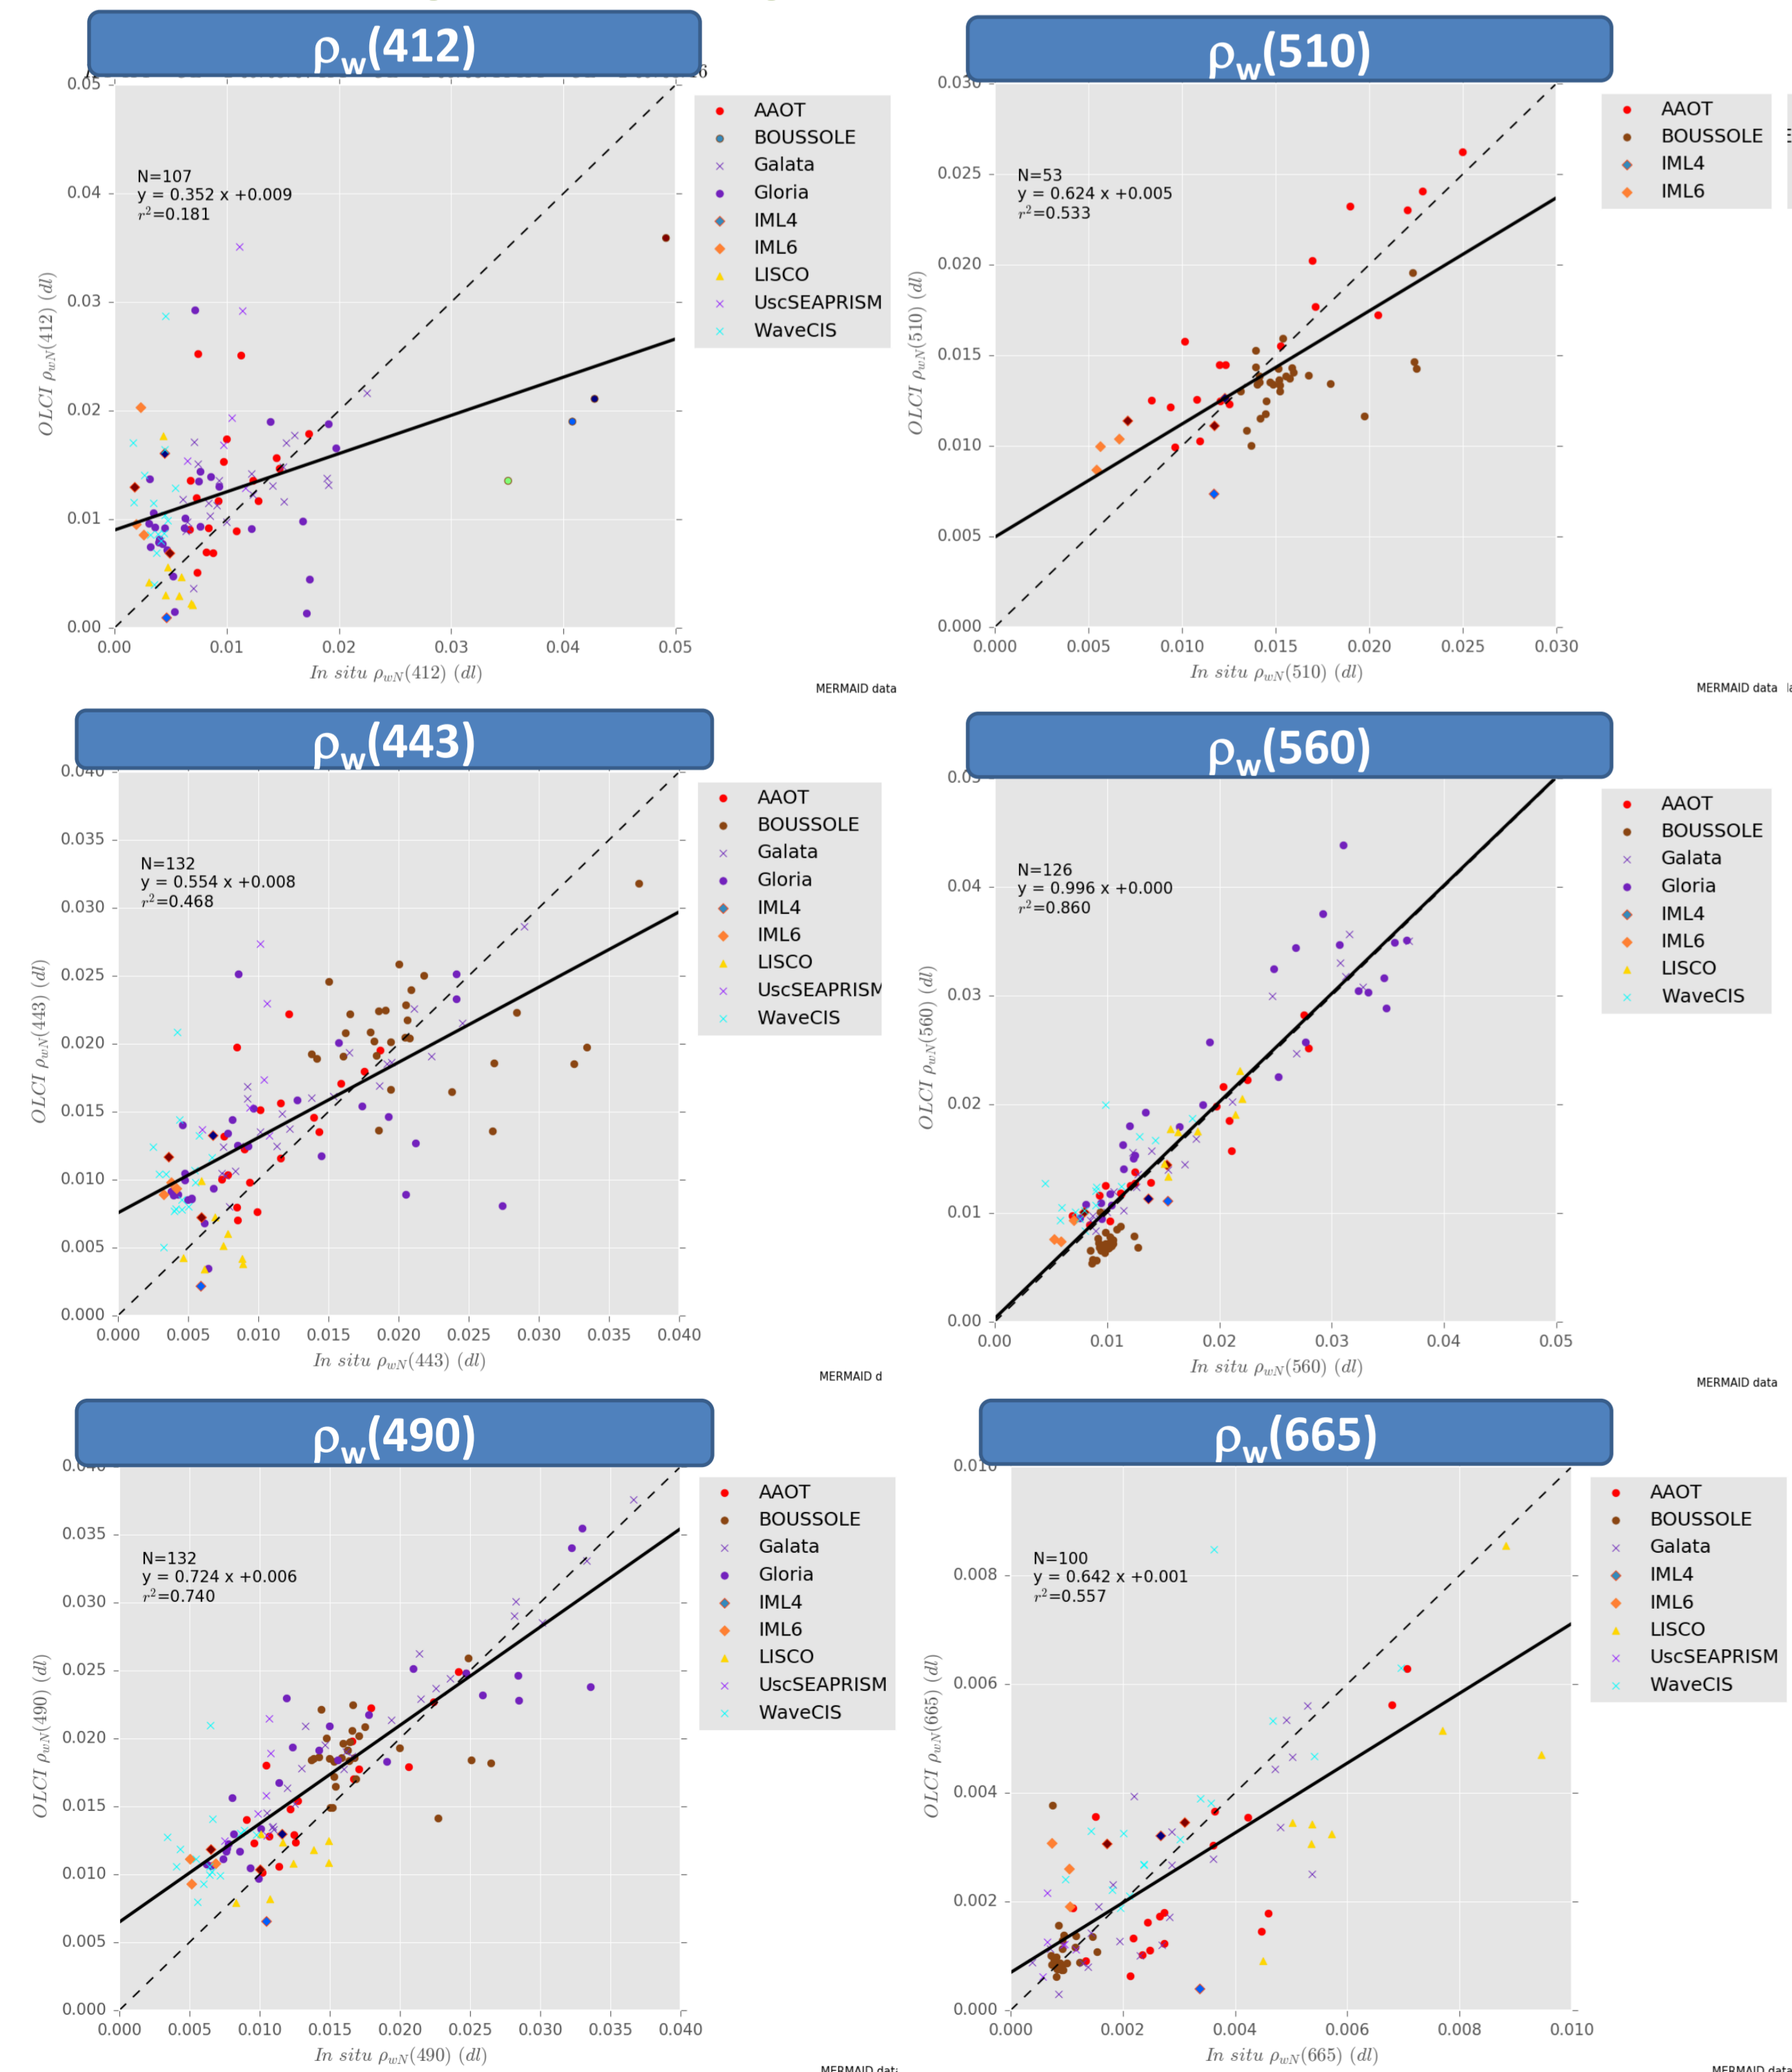 ρw(412)
0.05
0.04
0.03
0.02
0.01
0.00
0.00 0.01 0.02 0.03 0.04 0.05
N=107
y = 0.352 x +0.009
r²=0.181
OLCI ρwN(412) (dl)
In situ ρwN(412) (dl)
AAOT
BOUSSOLE
Galata
Gloria
IML4
IML6
LISCO
UscSEAPRISM
WaveCIS
MERMAID data
ρw(510)
0.030
0.025
0.020
0.015
0.010
0.005
0.000
0.000 0.005 0.010 0.015 0.020 0.025 0.030
N=53
y = 0.624 x +0.005
r²=0.533
OLCI ρwN(510) (dl)
In situ ρwN(510) (dl)
AAOT
BOUSSOLE
IML4
IML6
MERMAID data
ρw(443)
0.040
0.035
0.030
0.025
0.020
0.015
0.010
0.005
0.000
0.000 0.005 0.010 0.015 0.020 0.025 0.030 0.035 0.040
N=132
y = 0.554 x +0.008
r²=0.468
OLCI ρwN(443) (dl)
In situ ρwN(443) (dl)
AAOT
BOUSSOLE
Galata
Gloria
IML4
IML6
LISCO
UscSEAPRISM
WaveCIS
MERMAID d
ρw(560)
0.05
0.04
0.03
0.02
0.01
0.00
0.00 0.01 0.02 0.03 0.04 0.05
N=126
y = 0.996 x +0.000
r²=0.860
OLCI ρwN(560) (dl)
In situ ρwN(560) (dl)
AAOT
BOUSSOLE
Galata
Gloria
IML4
IML6
LISCO
WaveCIS
MERMAID data
ρw(490)
0.040
0.035
0.030
0.025
0.020
0.015
0.010
0.005
0.000
0.000 0.005 0.010 0.015 0.020 0.025 0.030 0.035 0.040
N=132
y = 0.724 x +0.006
r²=0.740
OLCI ρwN(490) (dl)
In situ ρwN(490) (dl)
AAOT
BOUSSOLE
Galata
Gloria
IML4
IML6
LISCO
UscSEAPRISM
WaveCIS
MERMAID dat
ρw(665)
0.010
0.008
0.006
0.004
0.002
0.000
0.000 0.002 0.004 0.006 0.008 0.010
N=100
y = 0.642 x +0.001
r²=0.557
OLCI ρwN(665) (dl)
In situ ρwN(665) (dl)
AAOT
BOUSSOLE
Galata
IML4
IML6
LISCO
UscSEAPRISM
WaveCIS
MERMAID data